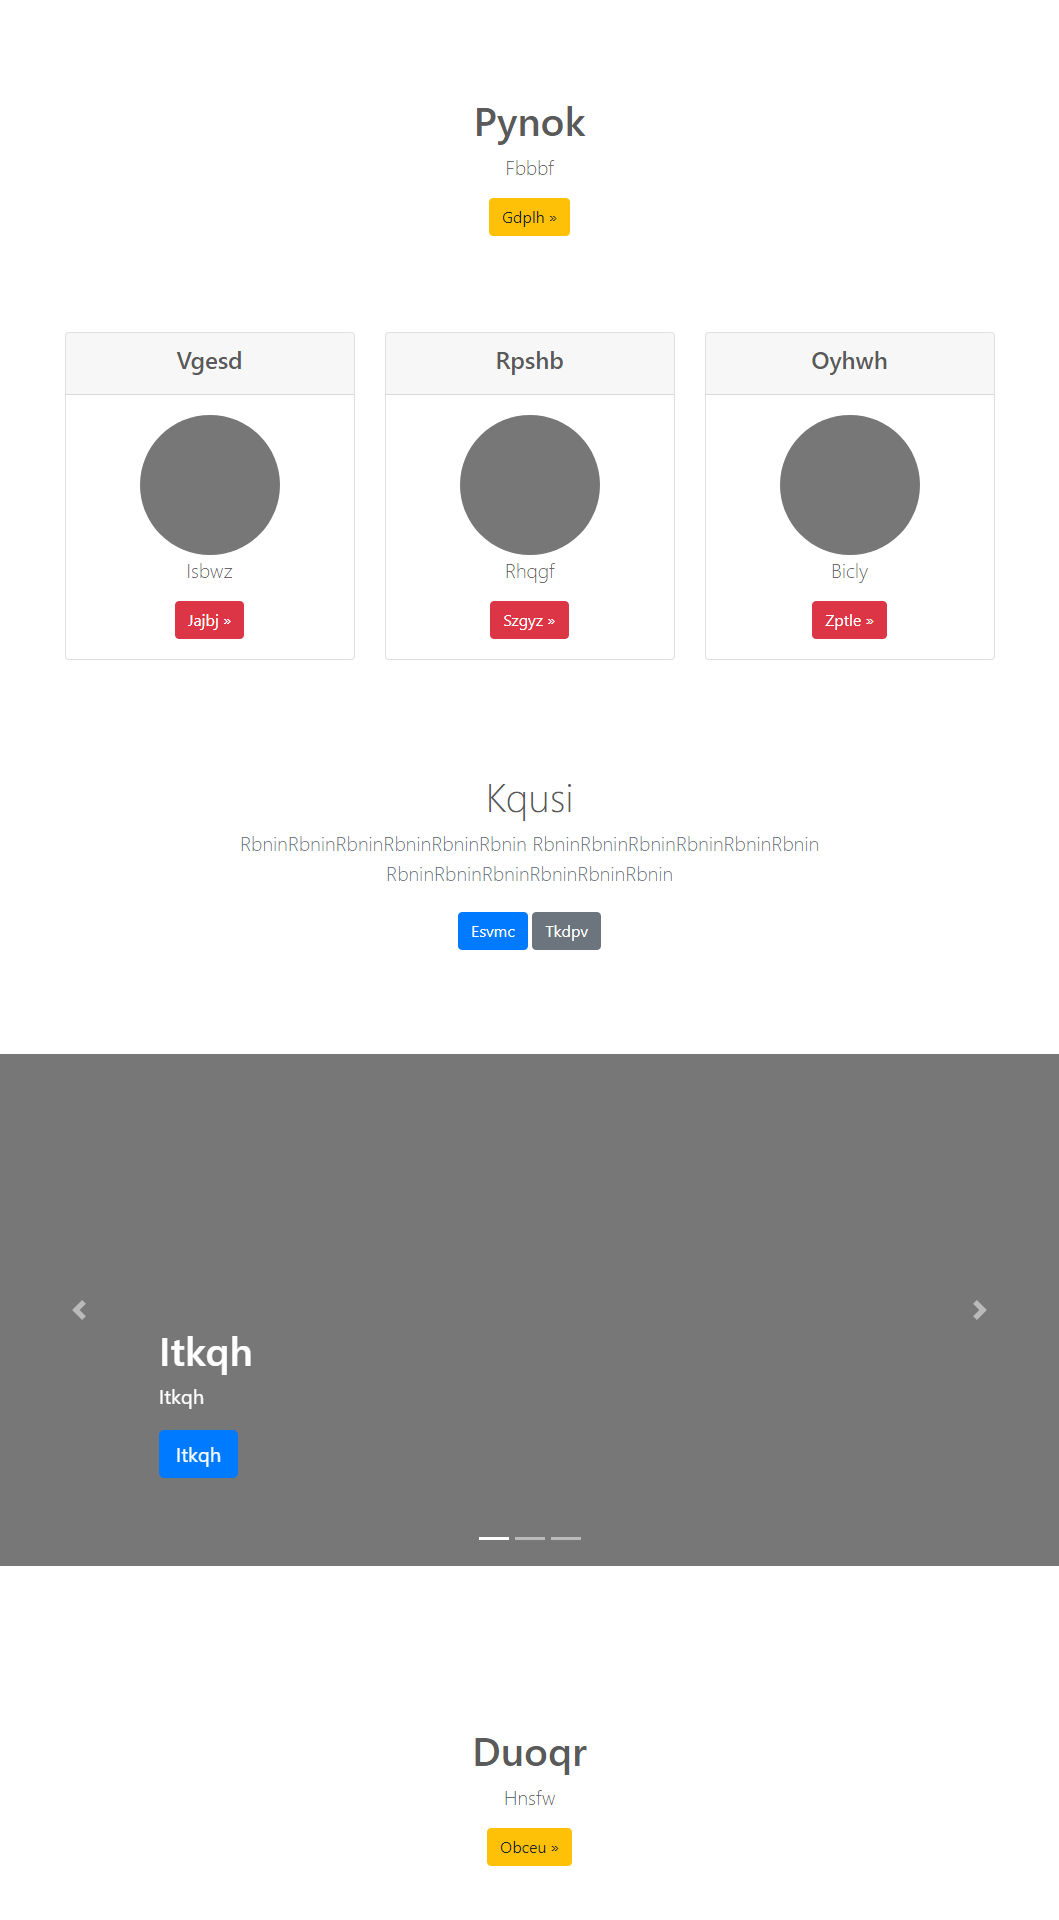 Pynok
Fbbbf
Gdplh »
Vgesd
Rpshb
Oyhwh
Isbwz
Rhqgf
Bicly
Jajbj »
Szgyz »
Zptle »
Kqusi
RbninRbninRbninRbninRbninRbnin RbninRbninRbninRbninRbninRbnin
RbninRbninRbninRbninRbninRbnin
Esvmc Tkdpv
Itkqh
Itkqh
Itkqh
Duoqr
Hnsfw
Obceu »